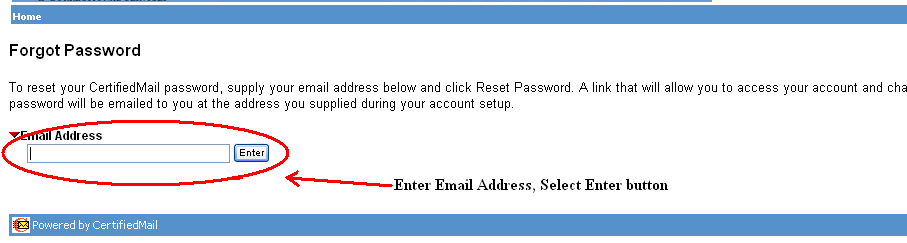 Home
Forgot Password
To reset your CertifiedMail password, supply your email address below and click Reset Password. A link that will allow you to access your account and cha
password will be emailed to you at the address you supplied during your account setup.
Email Address
Enter
Enter Email Address, Select Enter button
Powered by CertifiedMail